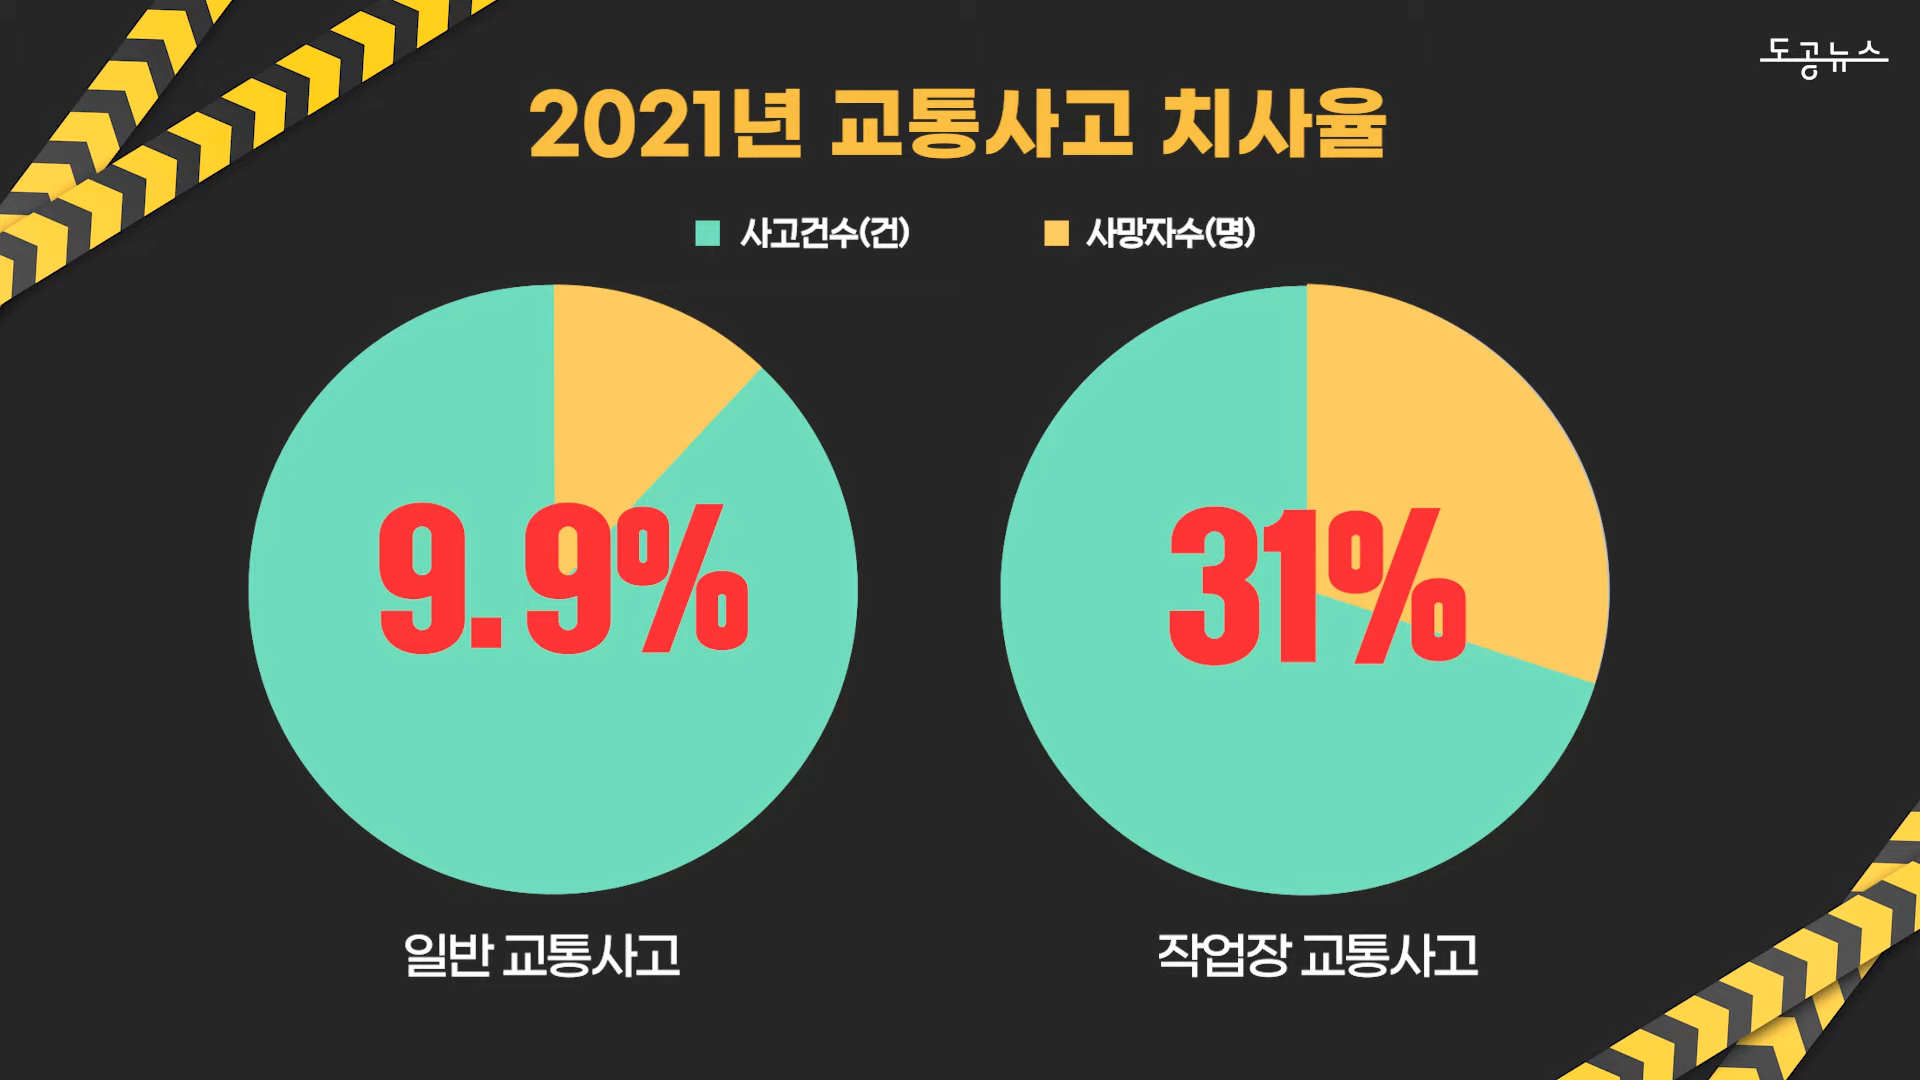 도공뉴스
2021년 교통사고 치사율
사고건수(건)
사망자수(명)
9.9%
31%
일반 교통사고
작업장 교통사고